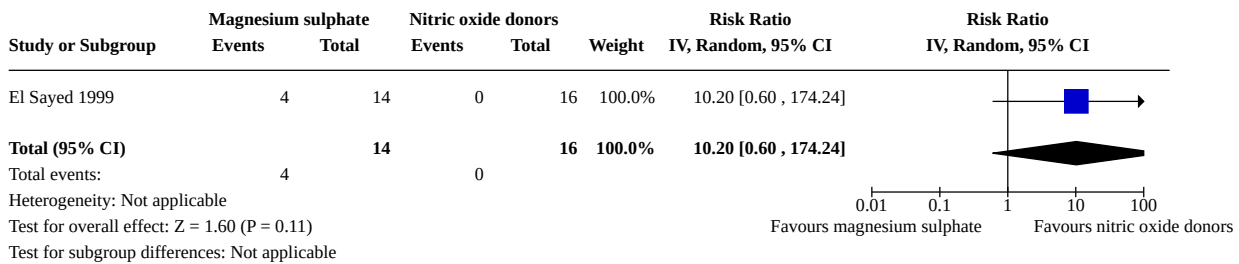 Magnesium sulphate Nitric oxide donors Risk Ratio Risk Ratio
Study or Subgroup Events Total Events Total Weight IV, Random, 95% CI IV, Random, 95% CI
El Sayed 1999 4 14 0 16 100.0% 10.20 [0.60 , 174.24]
Total (95% CI) 14 16 100.0% 10.20 [0.60 , 174.24]
Total events: 4 0
Heterogeneity: Not applicable
0.01 0.1 1 10 100
Test for overall effect: Z = 1.60 (P = 0.11) Favours magnesium sulphate Favours nitric oxide donors
Test for subgroup differences: Not applicable